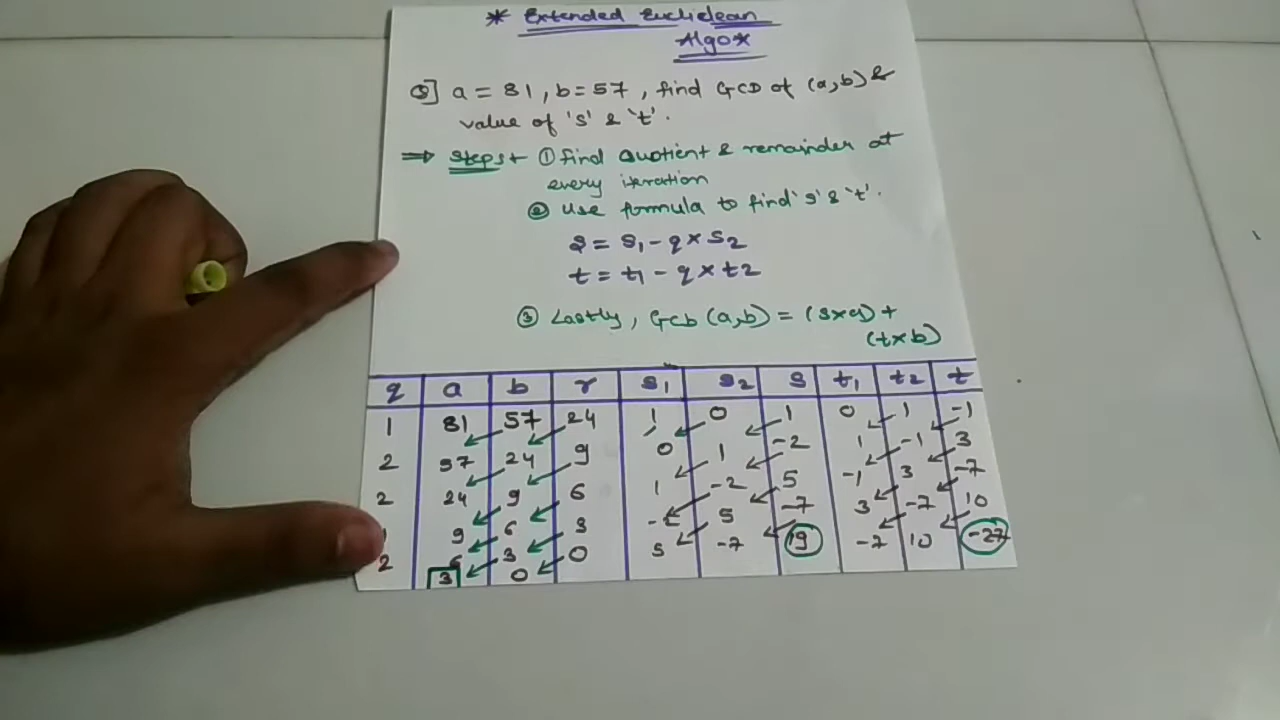 * Extended Euclidean
Algo*
Q] a = 81, b = 57, find GCD of (a,b) &
value of 's' & 't'.
⇒ Steps + ① find Quotient & remainder at
every iteration
② Use formula to find 's' & 't'.
s = s1 - q × s2
t = t1 - q × t2
③ Lastly, GCD (a,b) = (s×a) +
(t×b)
q a b r s1 s2 s t1 t2 t
1 81 57 24 1 0 1 0 1 -1
2 57 24 9 0 1 -2 1 -1 3
2 24 9 6 1 -2 5 -1 3 -7
1 9 6 3 -2 5 -7 3 -7 10
2 6 3 0 5 -7 19 -7 10 -27
3 0